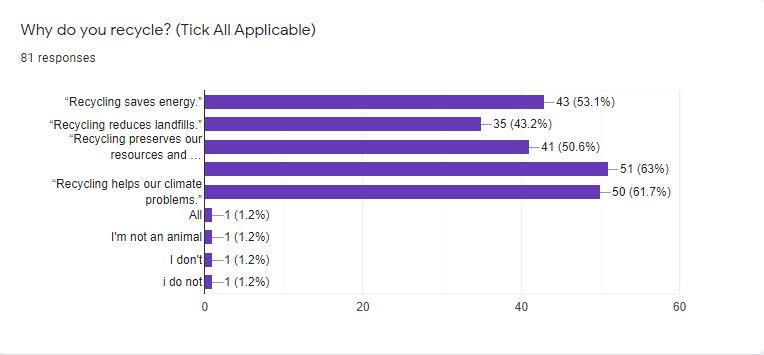 Why do you recycle? (Tick All Applicable)
81 responses
“Recycling saves energy.”
43 (53.1%)
“Recycling reduces landfills.”
35 (43.2%)
“Recycling preserves our
resources and …
41 (50.6%)
51 (63%)
“Recycling helps our climate
problems.”
50 (61.7%)
All
1 (1.2%)
I'm not an animal
1 (1.2%)
I don't
1 (1.2%)
i do not
1 (1.2%)
0 20 40 60